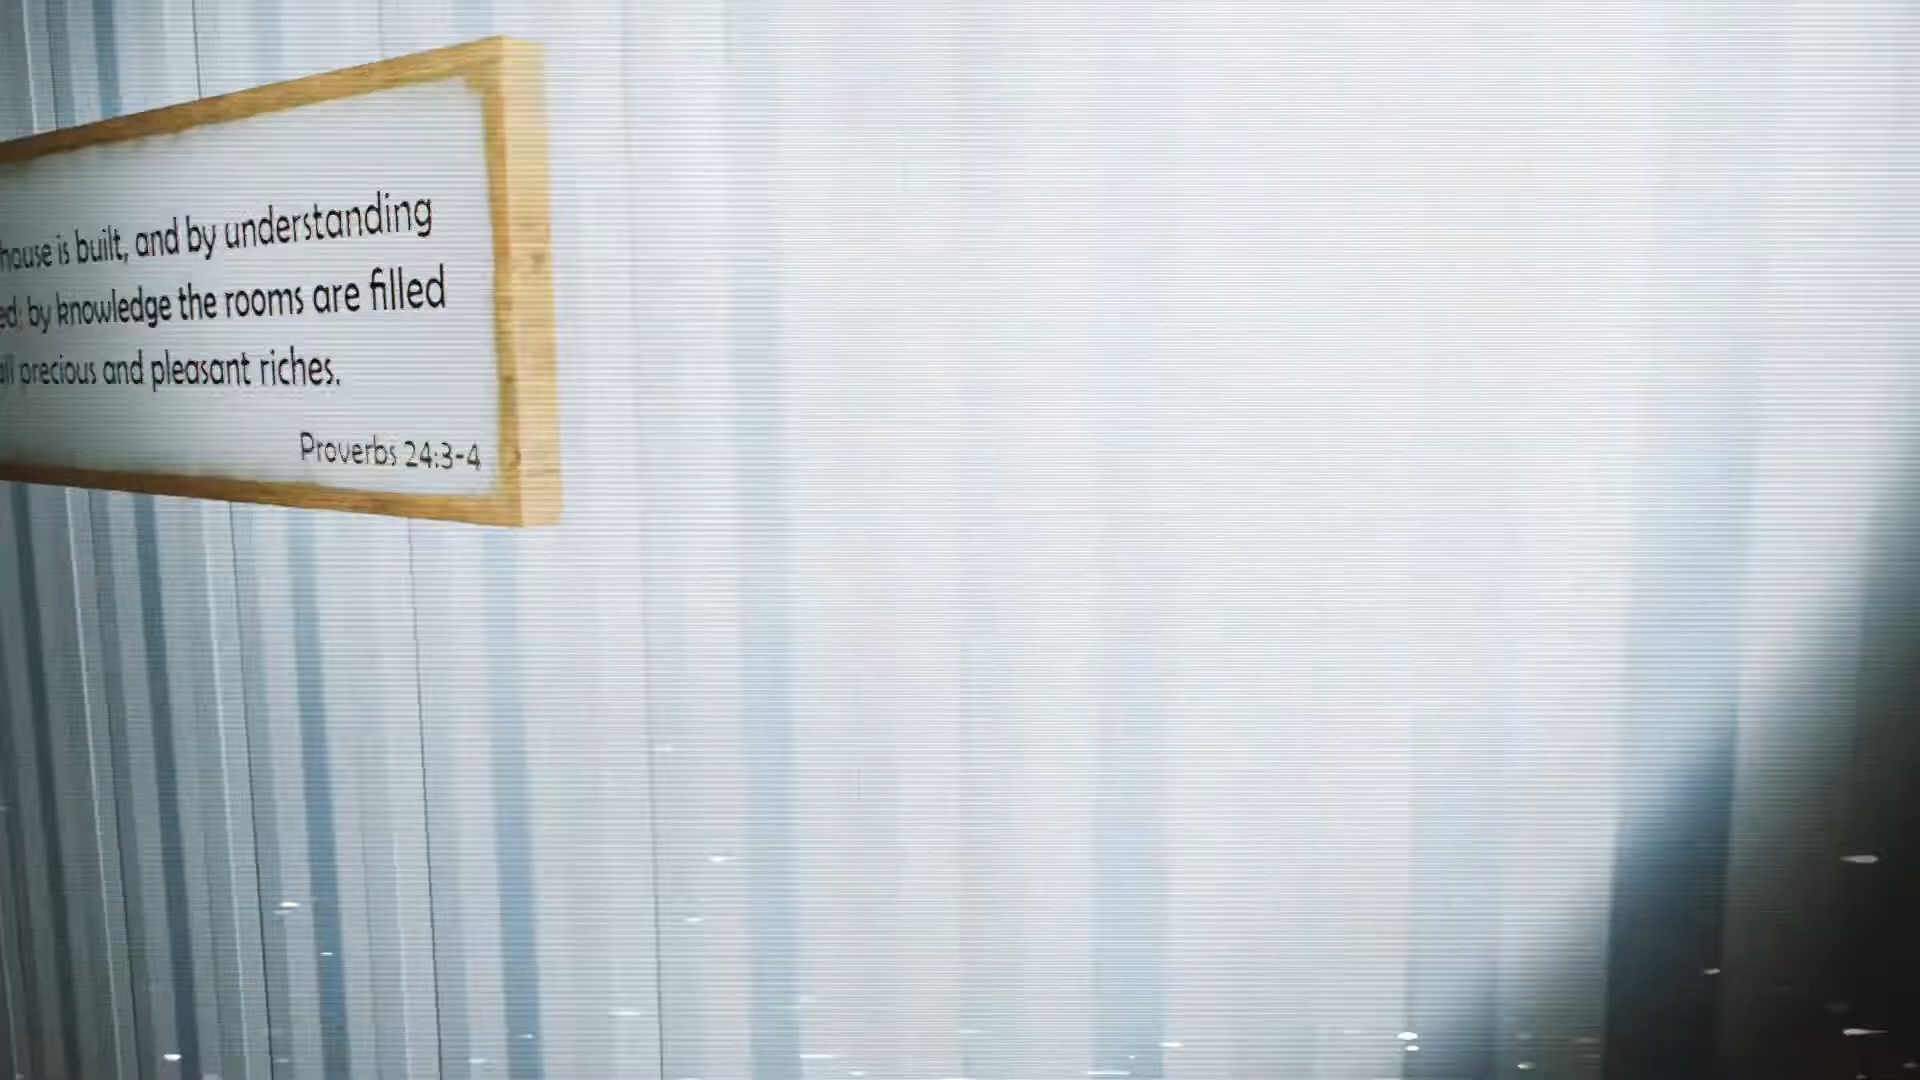 house is built, and by understanding
by knowledge the rooms are filled
precious and pleasant riches.
Proverbs 24:3-4